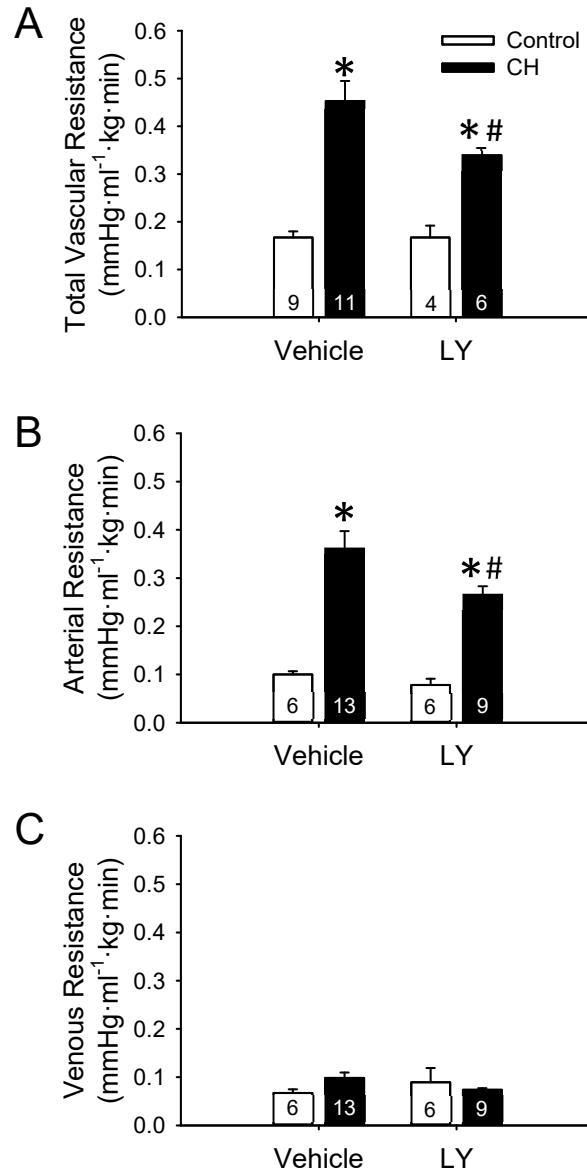 A
Control
CH
Total Vascular Resistance
(mmHg·ml⁻¹·kg·min)
0.6
0.5
0.4
0.3
0.2
0.1
0.0
*
* #
9
11
4
6
Vehicle
LY
B
Arterial Resistance
(mmHg·ml⁻¹·kg·min)
0.6
0.5
0.4
0.3
0.2
0.1
0.0
*
* #
6
13
6
9
Vehicle
LY
C
Venous Resistance
(mmHg·ml⁻¹·kg·min)
0.6
0.5
0.4
0.3
0.2
0.1
0.0
6
13
6
9
Vehicle
LY